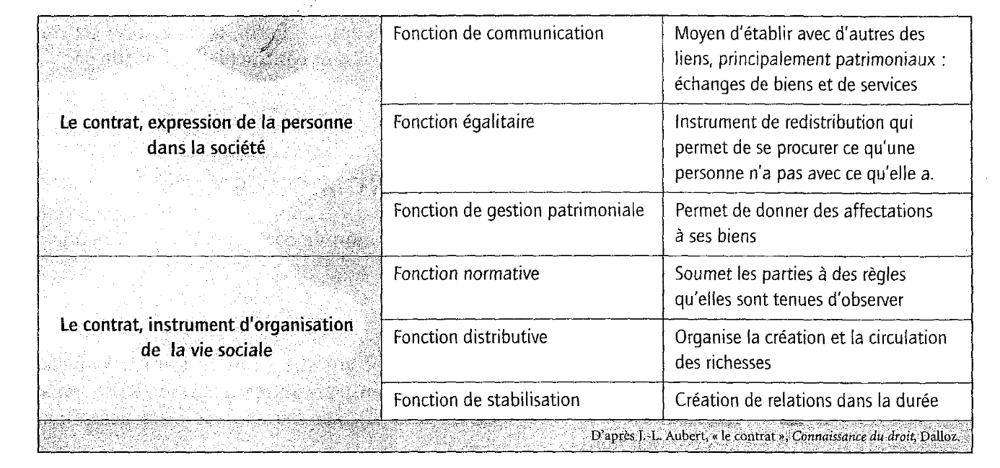 Fonction de communication
Moyen d'établir avec d'autres des
liens, principalement patrimoniaux :
échanges de biens et de services
Le contrat, expression de la personne
dans la société
Fonction égalitaire
Instrument de redistribution qui
permet de se procurer ce qu'une
personne n'a pas avec ce qu'elle a.
Fonction de gestion patrimoniale
Permet de donner des affectations
à ses biens
Le contrat, instrument d'organisation
de la vie sociale
Fonction normative
Soumet les parties à des règles
qu'elles sont tenues d'observer
Fonction distributive
Organise la création et la circulation
des richesses
Fonction de stabilisation
Création de relations dans la durée
D'après J.-L. Aubert, « le contrat », Connaissance du droit, Dalloz.